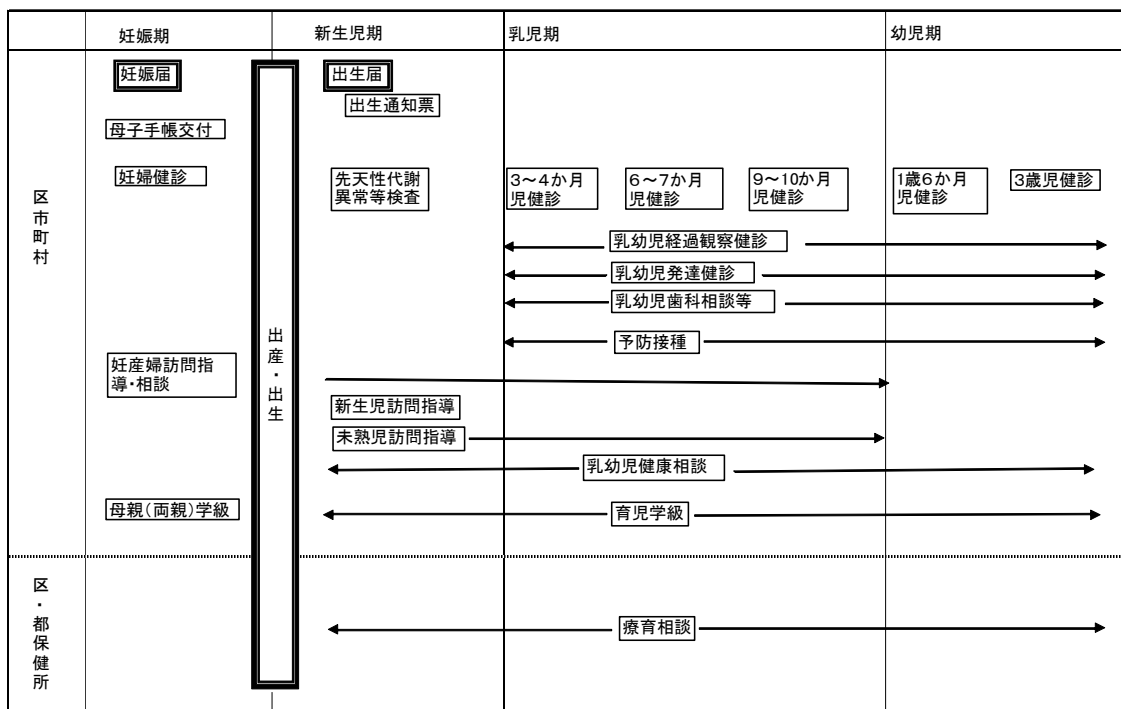 妊娠期
新生児期
乳児期
幼児期
区市町村
妊娠届
出生届
出生通知票
母子手帳交付
妊婦健診
先天性代謝
異常等検査
3～4か月
児健診
6～7か月
児健診
9～10か月
児健診
1歳6か月
児健診
3歳児健診
乳幼児経過観察健診
乳幼児発達健診
乳幼児歯科相談等
予防接種
出産・出生
妊産婦訪問指
導・相談
新生児訪問指導
未熟児訪問指導
乳幼児健康相談
母親（両親）学級
育児学級
区・都保健所
療育相談